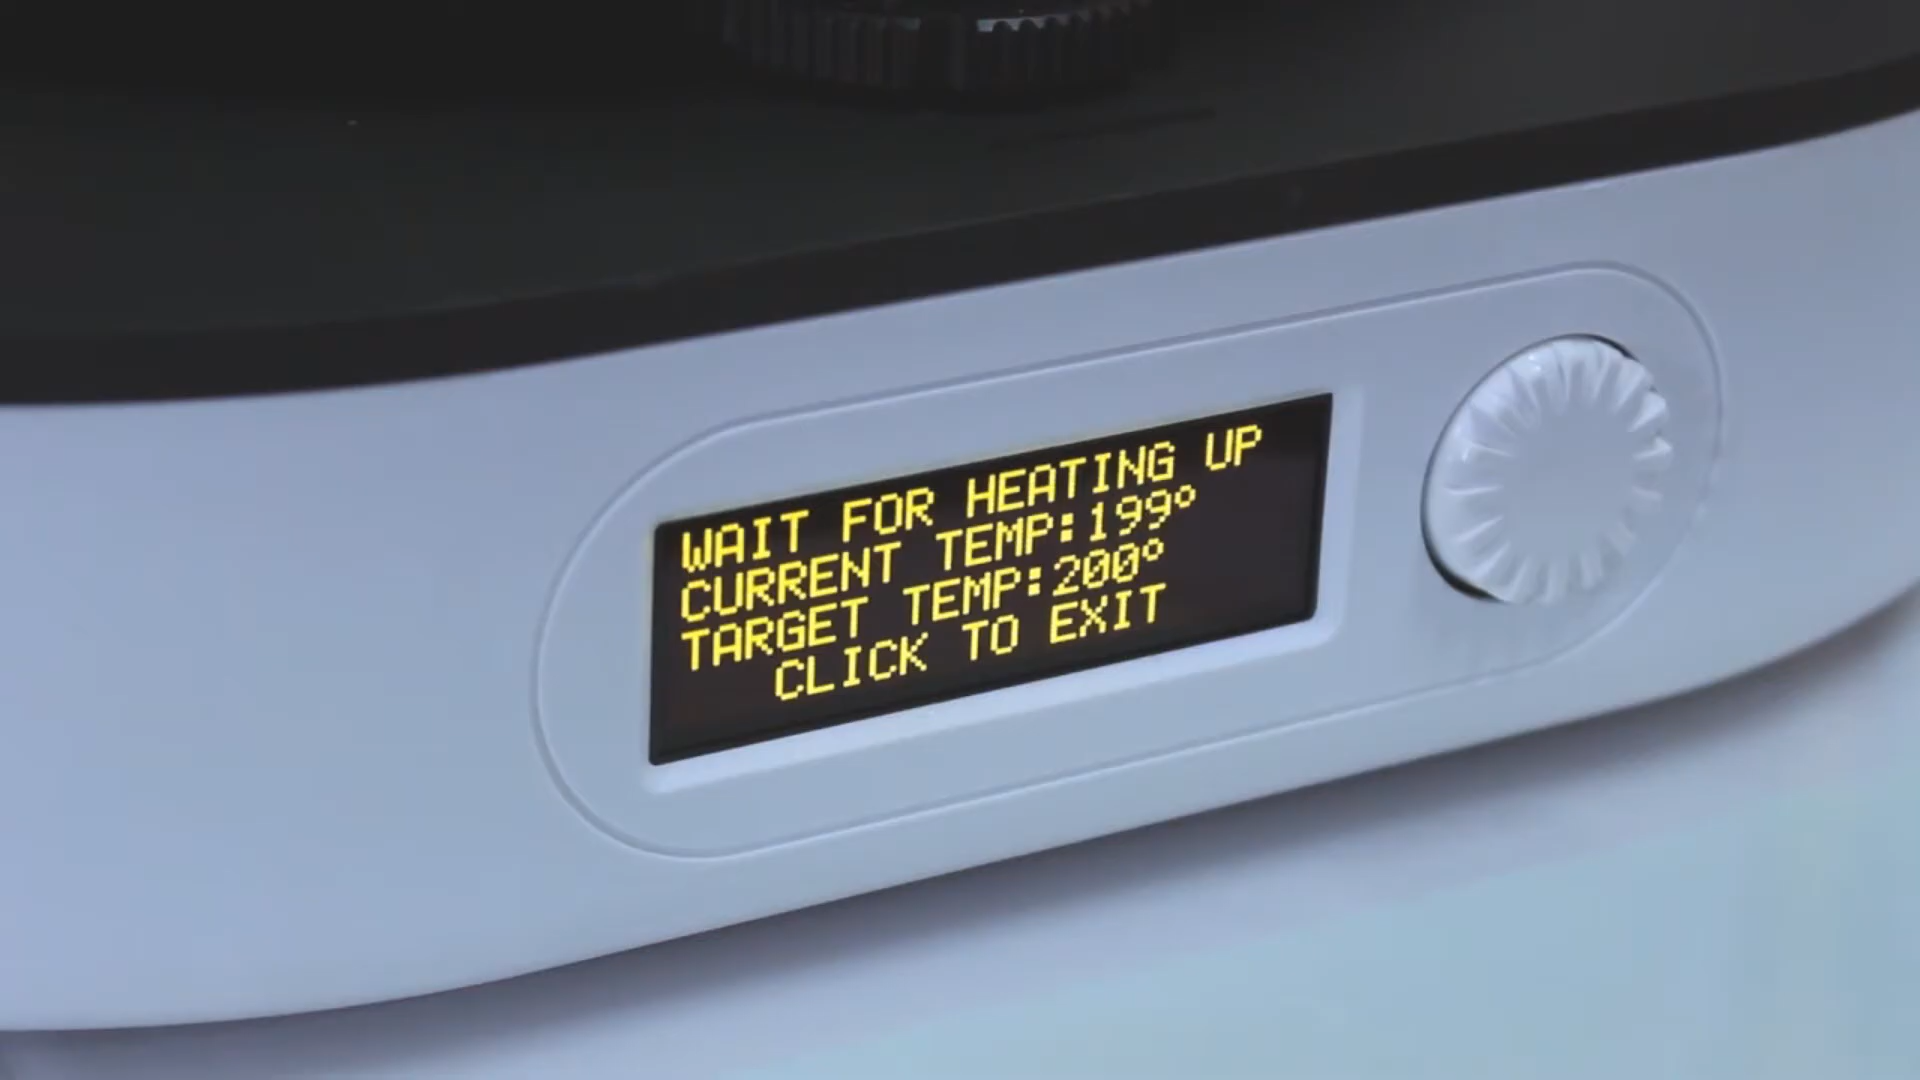 WAIT FOR HEATING UP
CURRENT TEMP:199°
TARGET TEMP:200°
CLICK TO EXIT